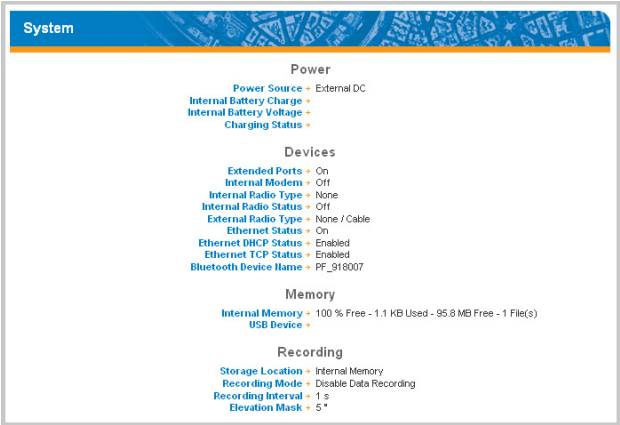 System
Power
Power Source + External DC
Internal Battery Charge +
Internal Battery Voltage +
Charging Status +
Devices
Extended Ports + On
Internal Modem + Off
Internal Radio Type + None
Internal Radio Status + Off
External Radio Type + None / Cable
Ethernet Status + On
Ethernet DHCP Status + Enabled
Ethernet TCP Status + Enabled
Bluetooth Device Name + PF_918007
Memory
Internal Memory + 100 % Free - 1.1 KB Used - 95.8 MB Free - 1 File(s)
USB Device +
Recording
Storage Location + Internal Memory
Recording Mode + Disable Data Recording
Recording Interval + 1 s
Elevation Mask + 5 °